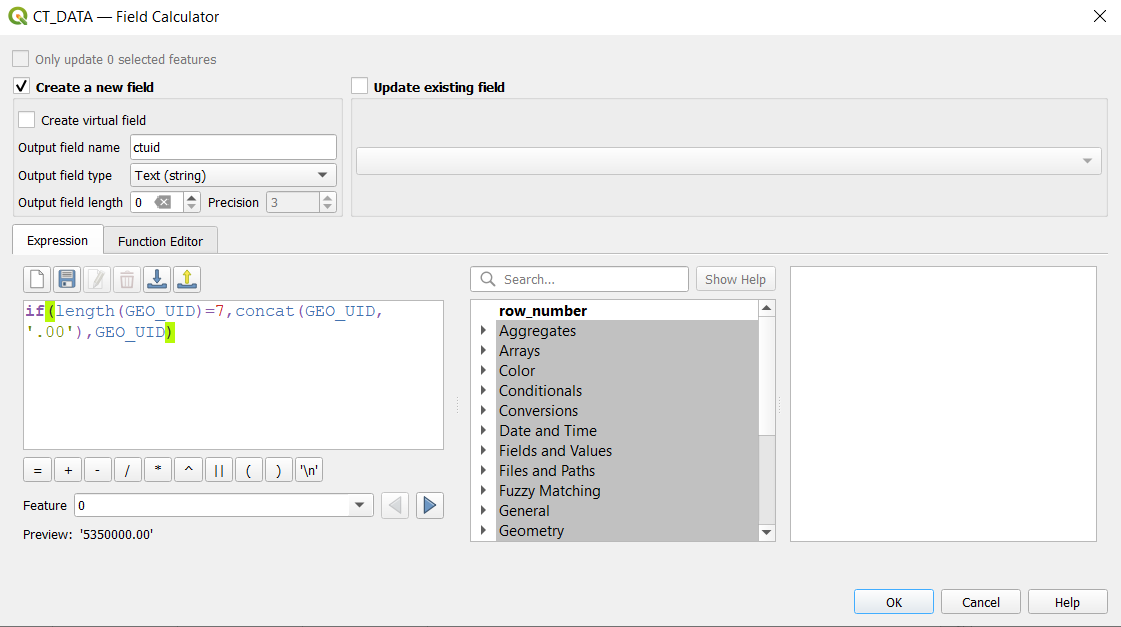 CT_DATA — Field Calculator
Only update 0 selected features
Create a new field
Update existing field
Create virtual field
Output field name ctuid
Output field type Text (string)
Output field length 0 Precision 3
Expression Function Editor
Search... Show Help
if(length(GEO_UID)=7,concat(GEO_UID,
'.00'),GEO_UID)
row_number
Aggregates
Arrays
Color
Conditionals
Conversions
Date and Time
Fields and Values
Files and Paths
Fuzzy Matching
General
Geometry
= + - / * ^ || ( ) '\n'
Feature 0
Preview: '5350000.00'
OK Cancel Help